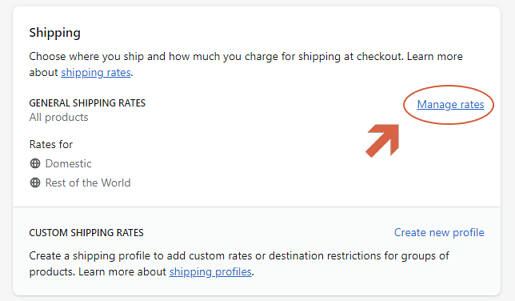 Shipping
Choose where you ship and how much you charge for shipping at checkout. Learn more
about shipping rates.
GENERAL SHIPPING RATES
Manage rates
All products
Rates for
Domestic
Rest of the World
CUSTOM SHIPPING RATES
Create new profile
Create a shipping profile to add custom rates or destination restrictions for groups of
products. Learn more about shipping profiles.